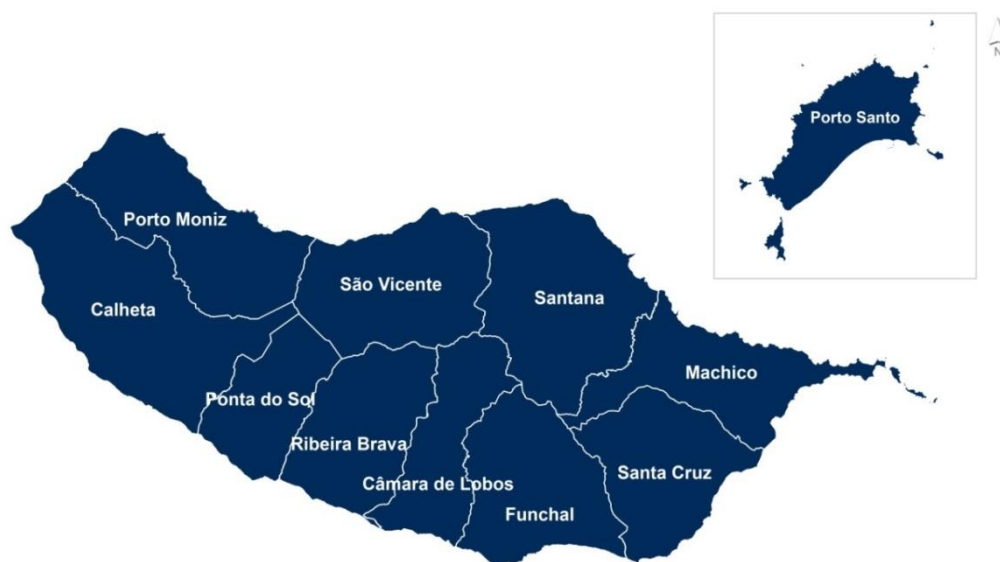 N
Porto Santo
Porto Moniz
São Vicente
Santana
Calheta
Machico
Ponta do Sol
Ribeira Brava
Santa Cruz
Câmara de Lobos
Funchal